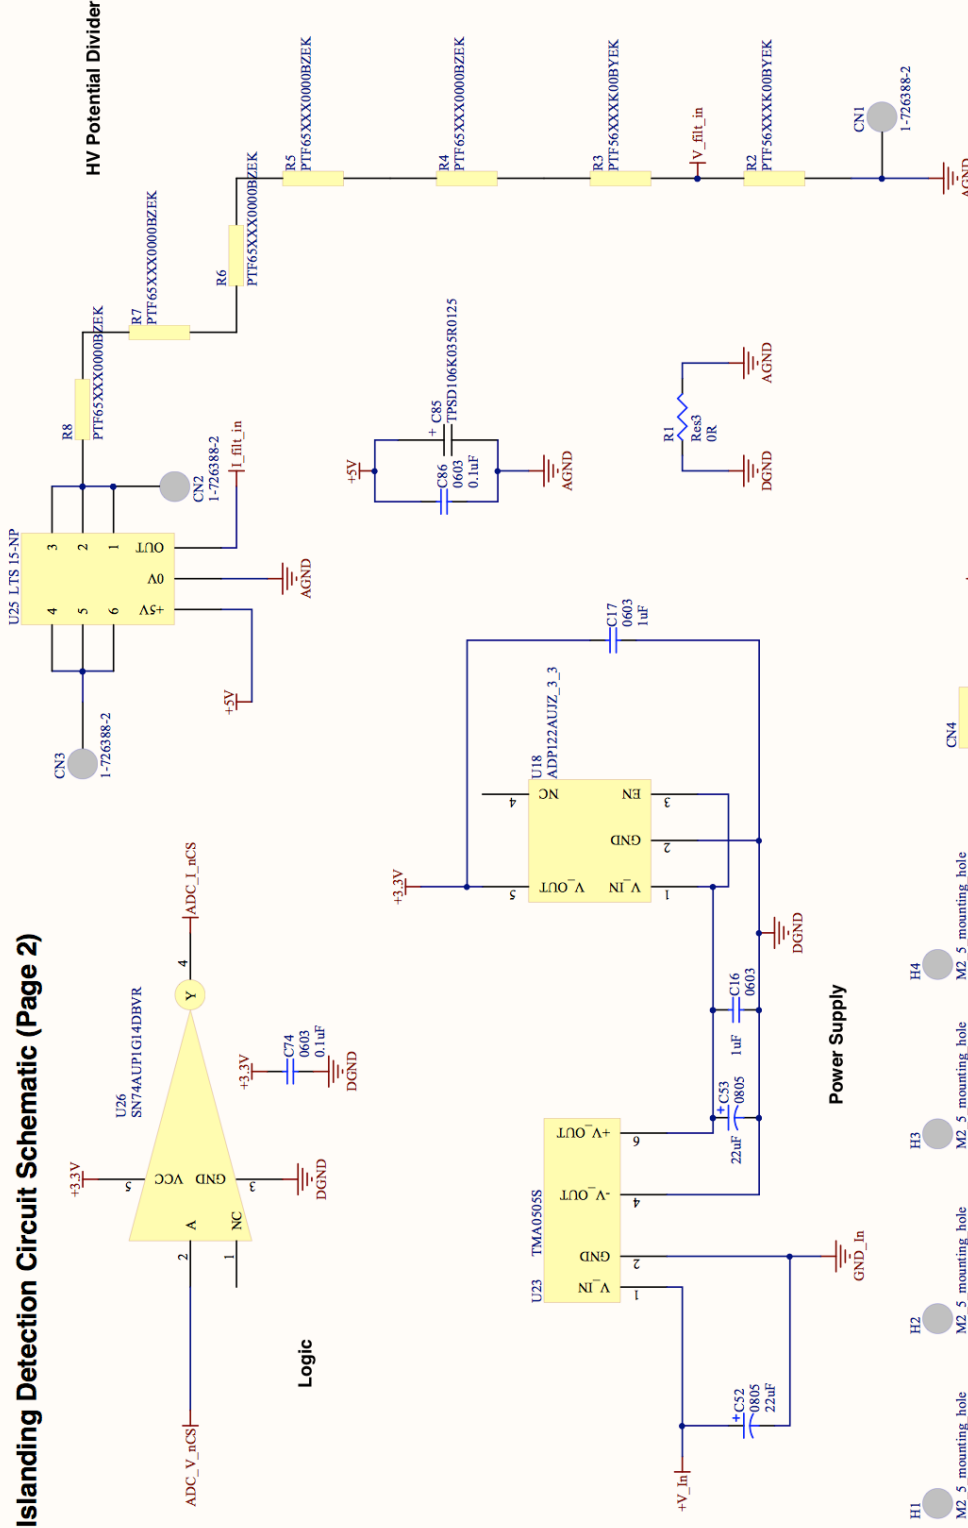 Islanding Detection Circuit Schematic (Page 2)
HV Potential Divider
U26
SN74AUP1G14DBVR
+3.3V
5
VCC
GND
3
DGND
ADC_V_nCS
2
A
1
NC
Y
4
ADC_I_nCS
+3.3V
C74
0603
0.1uF
DGND
Logic
CN3
1-726388-2
U25 LTS 15-NP
4
5
6
3
2
1
+5V
0V
OUT
+5V
AGND
I_filt_in
CN2
1-726388-2
R8
PTF65XXX0000BZEK
R7
PTF65XXX0000BZEK
R6
PTF65XXX0000BZEK
R5
PTF65XXX0000BZEK
R4
PTF65XXX0000BZEK
R3
PTF56XXXK00BYEK
V_filt_in
R2
PTF56XXXK00BYEK
CN1
1-726388-2
AGND
+5V
C86
0603
0.1uF
+
C85
TPSD106K035R0125
AGND
R1
Res3
0R
DGND
AGND
+3.3V
U18
ADP122AUJZ_3_3
5
V_OUT
4
NC
V_IN
1
GND
2
EN
3
C17
0603
1uF
DGND
C16
0603
1uF
+
C53
0805
22uF
U23
TMA0505S
V_IN
1
GND
2
-V_OUT
4
+V_OUT
6
GND_In
+
C52
0805
22uF
+V_In
Power Supply
H1
M2_5_mounting_hole
H2
M2_5_mounting_hole
H3
M2_5_mounting_hole
H4
M2_5_mounting_hole
CN4